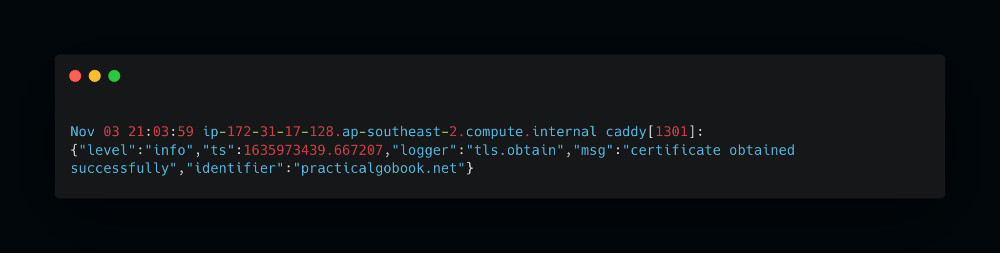 Nov 03 21:03:59 ip-172-31-17-128.ap-southeast-2.compute.internal caddy[1301]:
{"level":"info","ts":1635973439.667207,"logger":"tls.obtain","msg":"certificate obtained
successfully","identifier":"practicalgobook.net"}